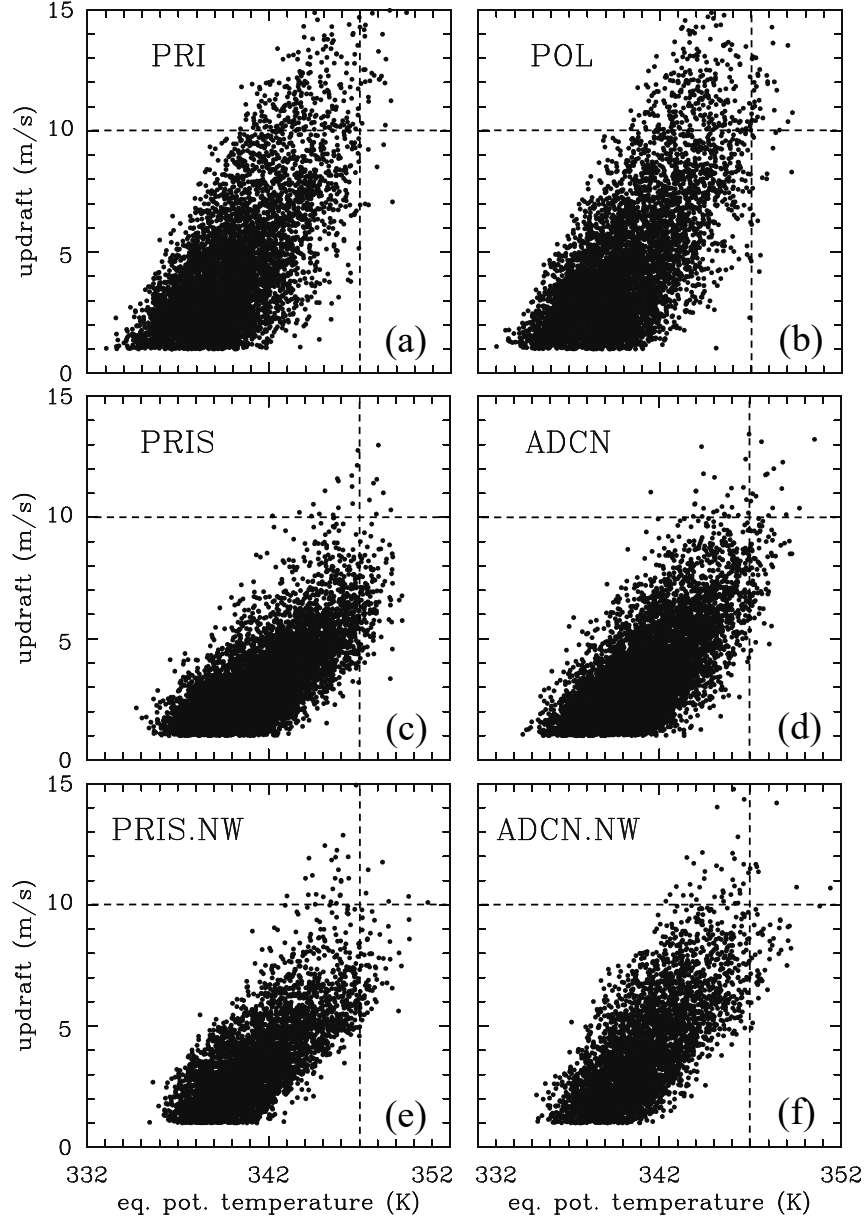 15
PRI
POL
updraft (m/s)
10
5
(a)
(b)
0
15
PRIS
ADCN
updraft (m/s)
10
5
(c)
(d)
0
15
PRIS.NW
ADCN.NW
updraft (m/s)
10
5
(e)
(f)
0
332 342 352
332 342 352
eq. pot. temperature (K)
eq. pot. temperature (K)